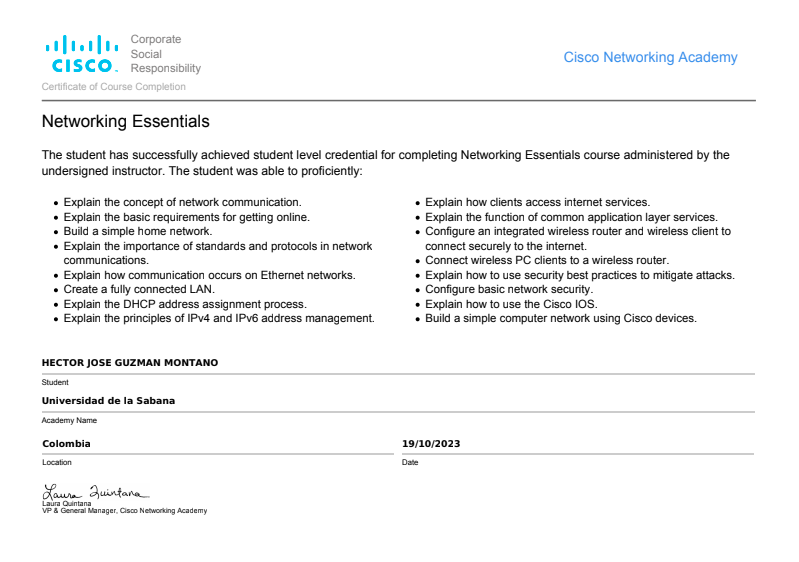 Corporate
Social
Responsibility
CISCO
Cisco Networking Academy
Certificate of Course Completion
Networking Essentials
The student has successfully achieved student level credential for completing Networking Essentials course administered by the
undersigned instructor. The student was able to proficiently:
• Explain the concept of network communication.
• Explain the basic requirements for getting online.
• Build a simple home network.
• Explain the importance of standards and protocols in network
communications.
• Explain how communication occurs on Ethernet networks.
• Create a fully connected LAN.
• Explain the DHCP address assignment process.
• Explain the principles of IPv4 and IPv6 address management.
• Explain how clients access internet services.
• Explain the function of common application layer services.
• Configure an integrated wireless router and wireless client to
connect securely to the internet.
• Connect wireless PC clients to a wireless router.
• Explain how to use security best practices to mitigate attacks.
• Configure basic network security.
• Explain how to use the Cisco IOS.
• Build a simple computer network using Cisco devices.
HECTOR JOSE GUZMAN MONTANO
Student
Universidad de la Sabana
Academy Name
Colombia
Location
19/10/2023
Date
Laura Quintana
Laura Quintana
VP & General Manager, Cisco Networking Academy